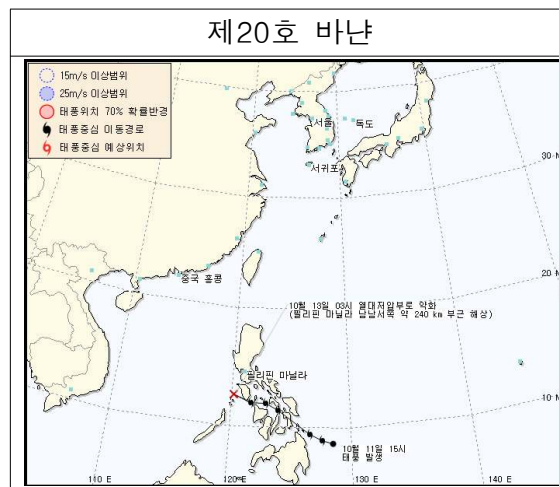 제20호 바냔
15m/s 이상범위
25m/s 이상범위
태풍위치 70% 확률반경
태풍중심 이동경로
태풍중심 예상위치
서울
독도
서귀포
30 N
20 N
중국 홍콩
10월 13일 03시 열대저압부로 약화
(필리핀 마닐라 남남서쪽 약 240 km 부근 해상)
필리핀 마닐라
10 N
10월 11일 15시
태풍 발생
110 E
120 E
130 E
140 E